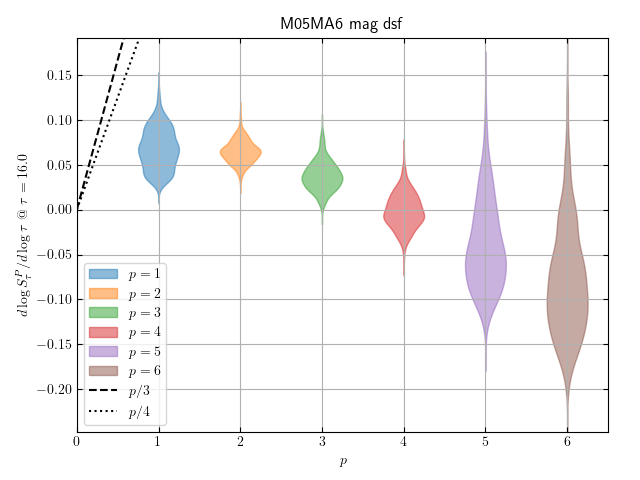 M05MA6 mag dsf
d log S_τ^P / d log τ @ τ = 16.0
0.15
0.10
0.05
0.00
−0.05
−0.10
−0.15
−0.20
p = 1
p = 2
p = 3
p = 4
p = 5
p = 6
p/3
p/4
0 1 2 3 4 5 6
p